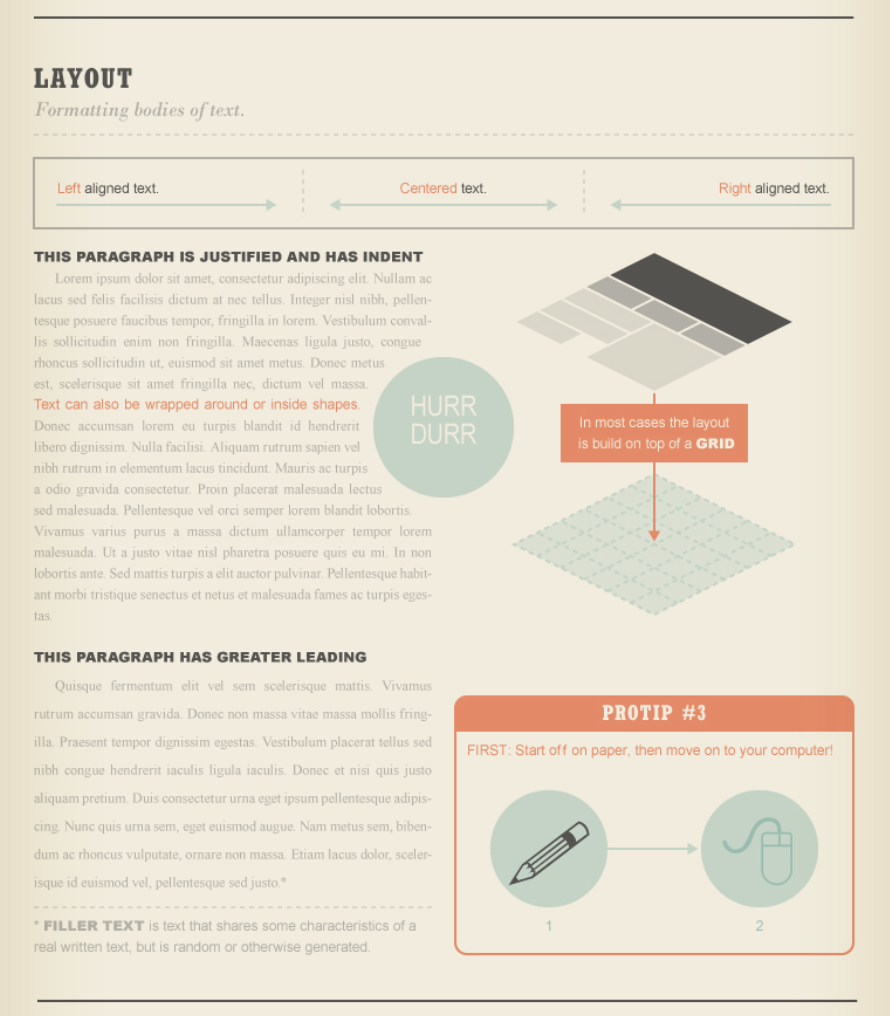 LAYOUT
Formatting bodies of text.
Left aligned text.
Centered text.
Right aligned text.
THIS PARAGRAPH IS JUSTIFIED AND HAS INDENT
Lorem ipsum dolor sit amet, consectetur adipiscing elit. Nullam ac
lacus sed felis facilisis dictum at nec tellus. Integer nisl nibh, pellen-
tesque posuere faucibus tempor, fringilla in lorem. Vestibulum conval-
lis sollicitudin enim non fringilla. Maecenas ligula justo, congue
rhoncus sollicitudin ut, euismod sit amet metus. Donec metus
est, scelerisque sit amet fringilla nec, dictum vel massa.
Text can also be wrapped around or inside shapes.
Donec accumsan lorem eu turpis blandit id hendrerit
libero dignissim. Nulla facilisi. Aliquam rutrum sapien vel
nibh rutrum in elementum lacus tincidunt. Mauris ac turpis
a odio gravida consectetur. Proin placerat malesuada lectus
sed malesuada. Pellentesque vel orci semper lorem blandit lobortis.
Vivamus varius purus a massa dictum ullamcorper tempor lorem
malesuada. Ut a justo vitae nisl pharetra posuere quis eu mi. In non
lobortis ante. Sed mattis turpis a elit auctor pulvinar. Pellentesque habit-
ant morbi tristique senectus et netus et malesuada fames ac turpis eges-
tas.
HURR
DURR
In most cases the layout
is build on top of a GRID
THIS PARAGRAPH HAS GREATER LEADING
Quisque fermentum elit vel sem scelerisque mattis. Vivamus
rutrum accumsan gravida. Donec non massa vitae massa mollis fring-
illa. Praesent tempor dignissim egestas. Vestibulum placerat tellus sed
nibh congue hendrerit iaculis ligula iaculis. Donec et nisi quis justo
aliquam pretium. Duis consectetur urna eget ipsum pellentesque adipis-
cing. Nunc quis urna sem, eget euismod augue. Nam metus sem, biben-
dum ac rhoncus vulputate, ornare non massa. Etiam lacus dolor, sceler-
isque id euismod vel, pellentesque sed justo.*
* FILLER TEXT is text that shares some characteristics of a
real written text, but is random or otherwise generated.
PROTIP #3
FIRST: Start off on paper, then move on to your computer!
1
2